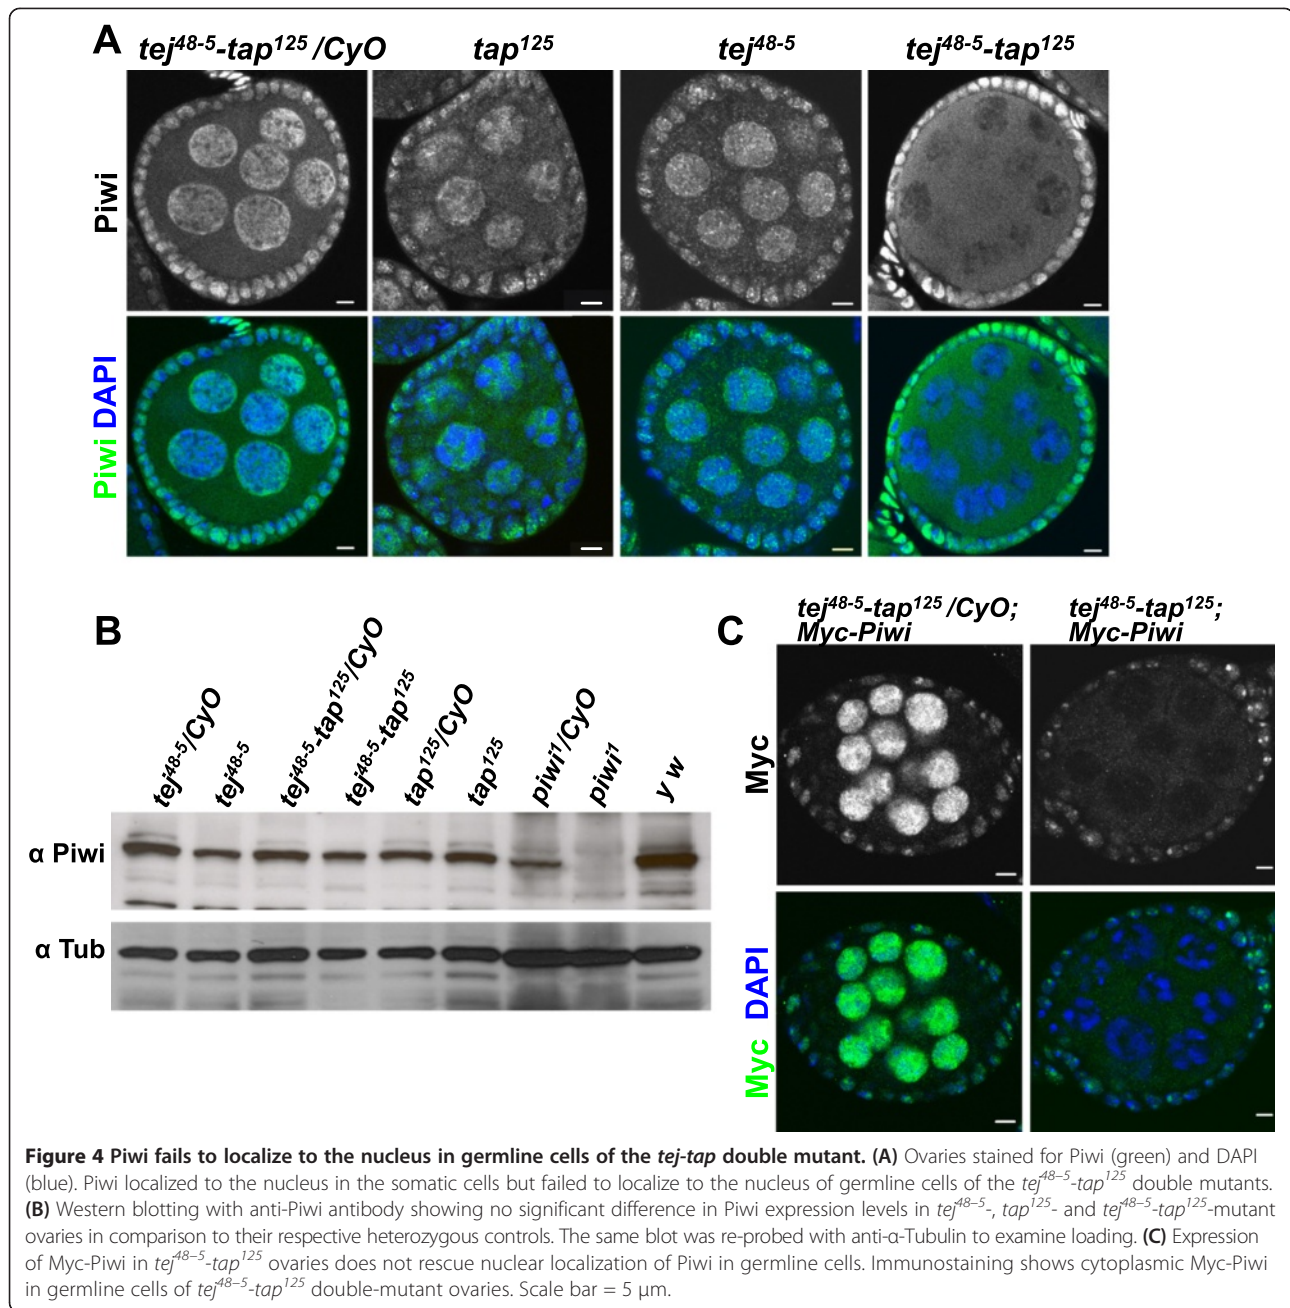 A
tej48-5-tap125/CyO tap125 tej48-5 tej48-5-tap125
Piwi
Piwi DAPI
B
tej48-5/CyO
tej48-5
tej48-5-tap125/CyO
tej48-5-tap125
tap125/CyO
tap125
piwi1/CyO
piwi1
y w
α Piwi
α Tub
C
tej48-5-tap125/CyO;
Myc-Piwi
tej48-5-tap125;
Myc-Piwi
Myc
Myc DAPI
Figure 4 Piwi fails to localize to the nucleus in germline cells of the tej-tap double mutant. (A) Ovaries stained for Piwi (green) and DAPI
(blue). Piwi localized to the nucleus in the somatic cells but failed to localize to the nucleus of germline cells of the tej48–5-tap125 double mutants.
(B) Western blotting with anti-Piwi antibody showing no significant difference in Piwi expression levels in tej48–5-, tap125- and tej48–5-tap125-mutant
ovaries in comparison to their respective heterozygous controls. The same blot was re-probed with anti-α-Tubulin to examine loading. (C) Expression
of Myc-Piwi in tej48–5-tap125 ovaries does not rescue nuclear localization of Piwi in germline cells. Immunostaining shows cytoplasmic Myc-Piwi
in germline cells of tej48–5-tap125 double-mutant ovaries. Scale bar = 5 μm.